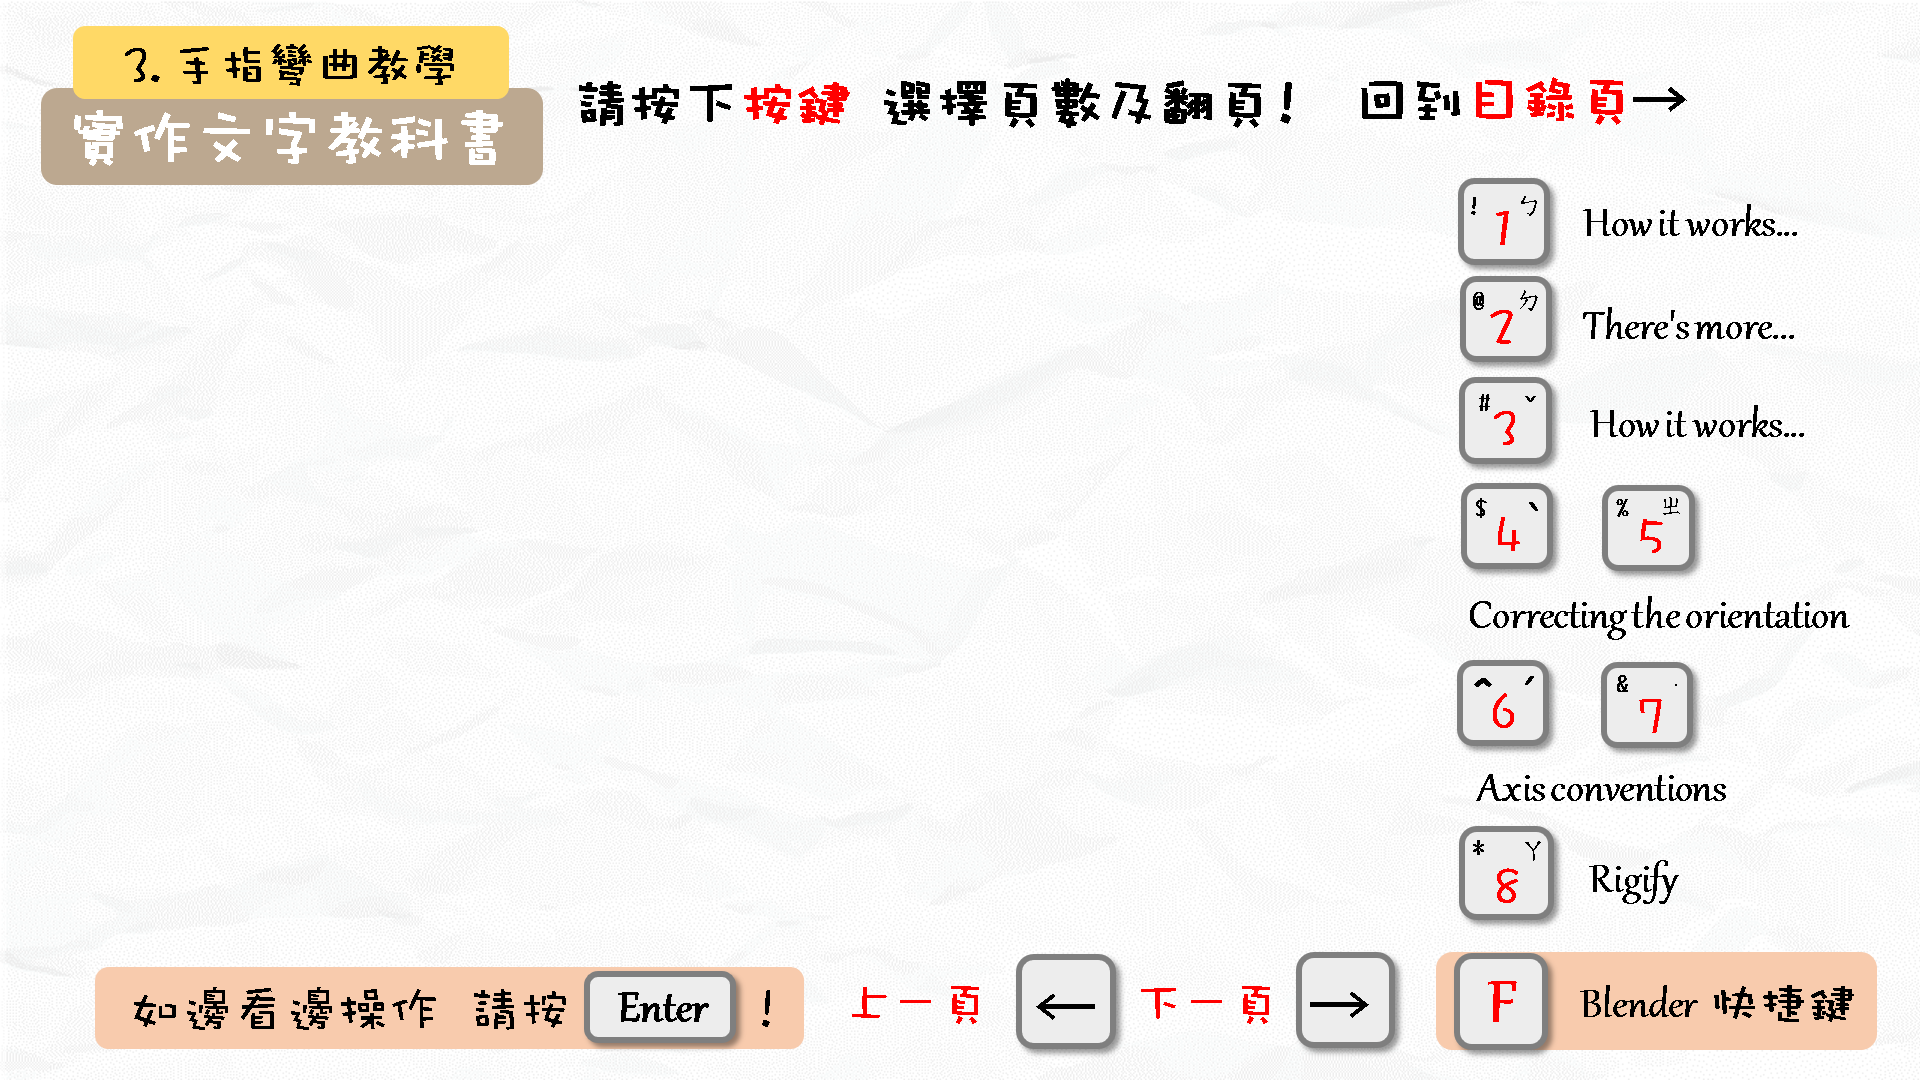 3. 手指彎曲教學
實作文字教科書
請按下按鍵 選擇頁數及翻頁! 回到目錄頁→
! ㄅ 1 How it works...
@ ㄉ 2 There's more...
# ˇ 3 How it works...
$ ˋ 4 % ㄓ 5
Correcting the orientation
^ ˊ 6 & ˙ 7
Axis conventions
* ㄚ 8 Rigify
如邊看邊操作 請按 Enter !
上一頁 ← 下一頁 →
F Blender 快捷鍵